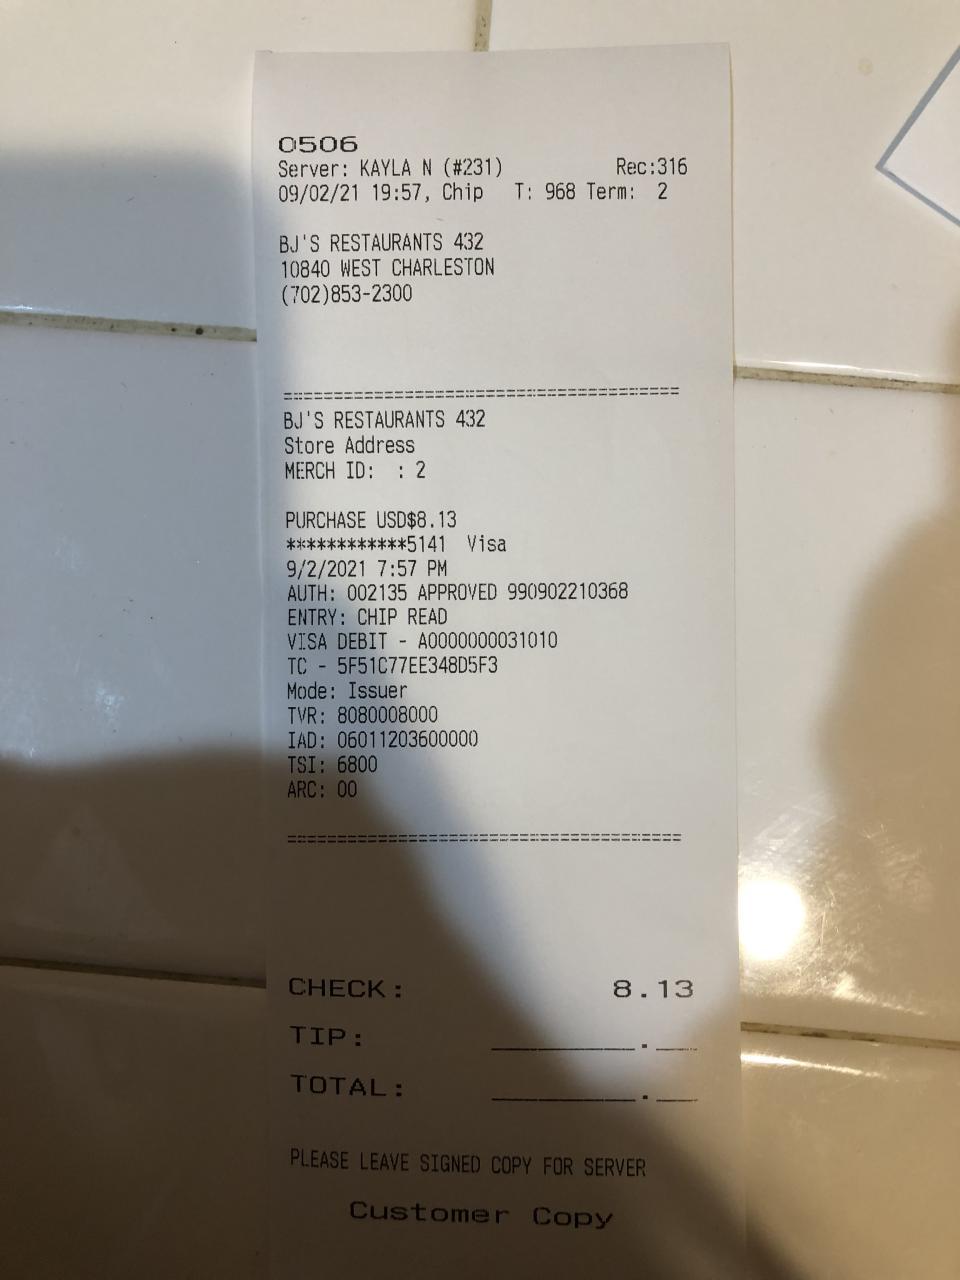 0506
Server: KAYLA N (#231) Rec:316
09/02/21 19:57, Chip T: 968 Term: 2
BJ'S RESTAURANTS 432
10840 WEST CHARLESTON
(702)853-2300
=======================================
BJ'S RESTAURANTS 432
Store Address
MERCH ID: : 2
PURCHASE USD$8.13
************5141 Visa
9/2/2021 7:57 PM
AUTH: 002135 APPROVED 990902210368
ENTRY: CHIP READ
VISA DEBIT - A0000000031010
TC - 5F51C77EE348D5F3
Mode: Issuer
TVR: 8080008000
IAD: 06011203600000
TSI: 6800
ARC: 00
=======================================
CHECK: 8.13
TIP: ________.__
TOTAL: ________.__
PLEASE LEAVE SIGNED COPY FOR SERVER
Customer Copy